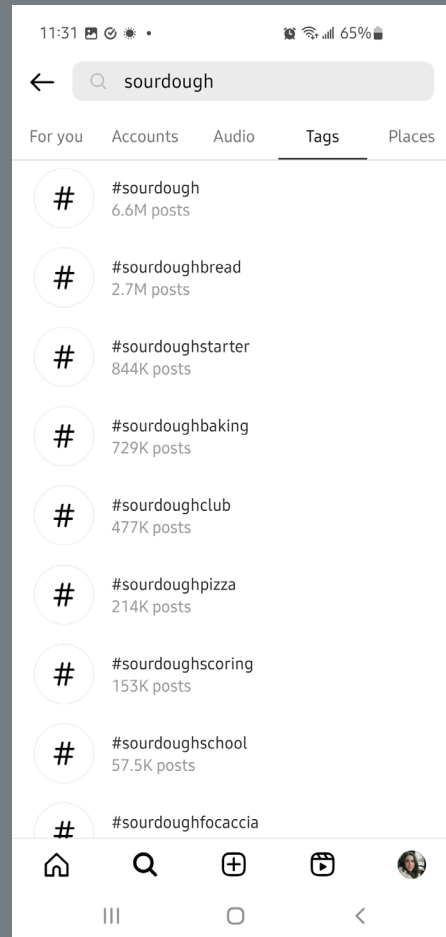 11:31
65%
sourdough
For you Accounts Audio Tags Places
#sourdough
6.6M posts
#sourdoughbread
2.7M posts
#sourdoughstarter
844K posts
#sourdoughbaking
729K posts
#sourdoughclub
477K posts
#sourdoughpizza
214K posts
#sourdoughscoring
153K posts
#sourdoughschool
57.5K posts
#sourdoughfocaccia